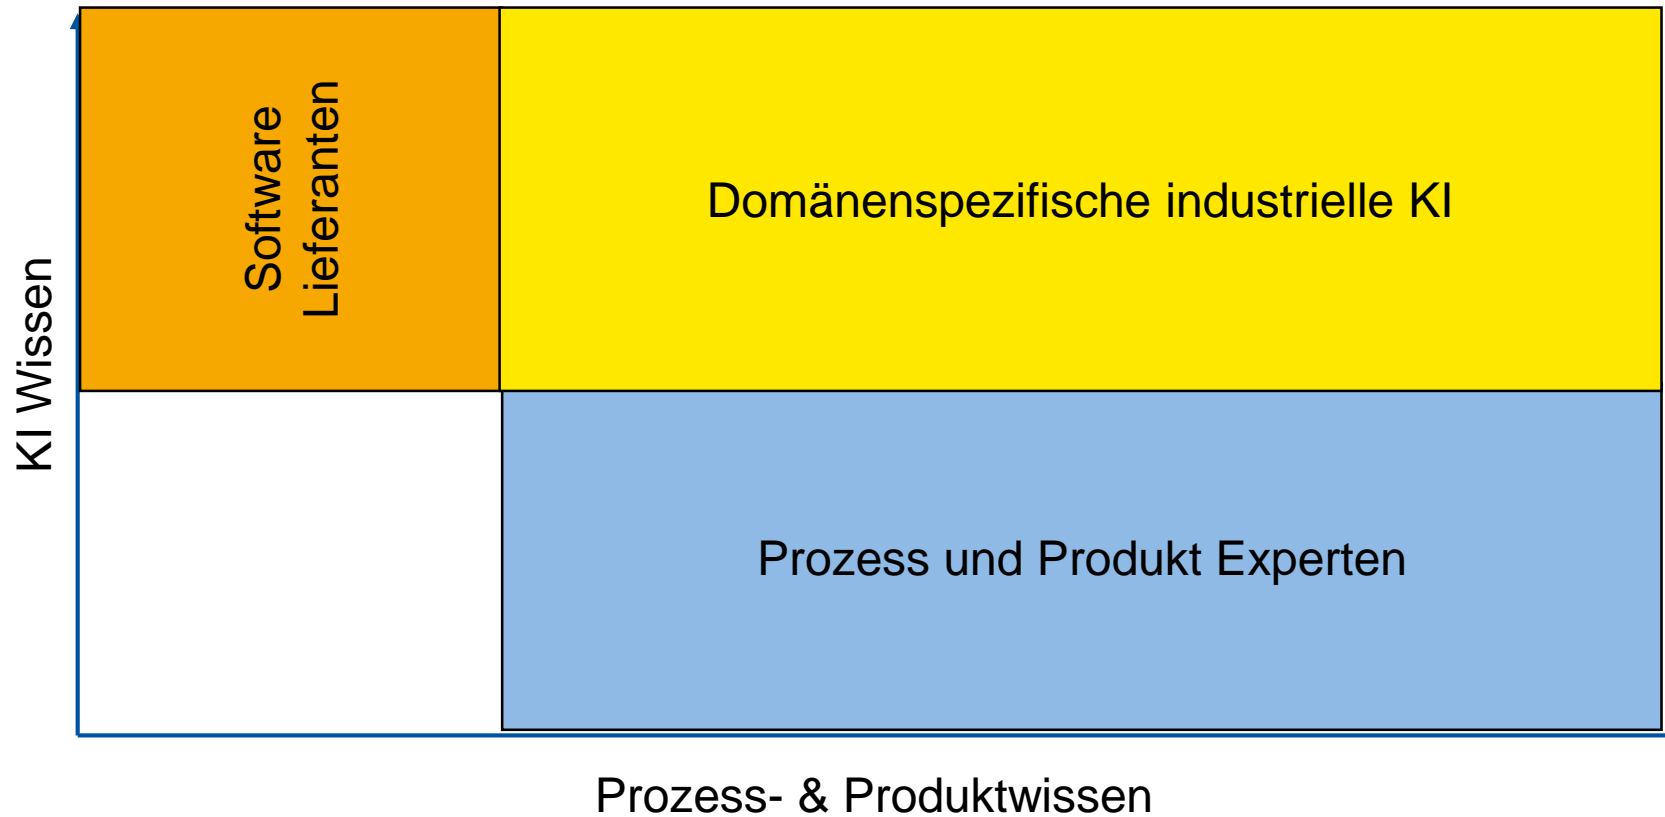 Software
Lieferanten
Domänenspezifische industrielle KI
KI Wissen
Prozess und Produkt Experten
Prozess- & Produktwissen